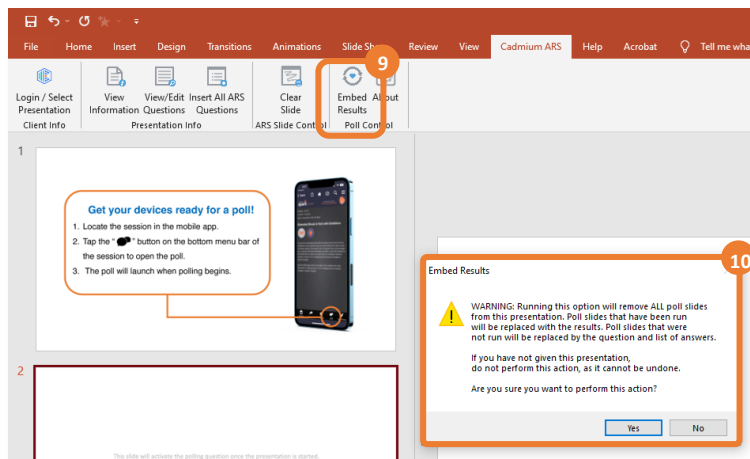 File Home Insert Design Transitions Animations Slide Sh Review View Cadmium ARS Help Acrobat Tell me wha
9
Login / Select Presentation
View Information
View/Edit Questions
Insert All ARS Questions
Clear Slide
Embed Results
About
Client Info Presentation Info ARS Slide Control Poll Control
1
Get your devices ready for a poll!
1. Locate the session in the mobile app.
2. Tap the " " button on the bottom menu bar of
the session to open the poll.
3. The poll will launch when polling begins.
2
This slide will activate the polling question once the presentation is started.
10
Embed Results
WARNING: Running this option will remove ALL poll slides
from this presentation. Poll slides that have been run
will be replaced with the results. Poll slides that were
not run will be replaced by the question and list of answers.
If you have not given this presentation,
do not perform this action, as it cannot be undone.
Are you sure you want to perform this action?
Yes No